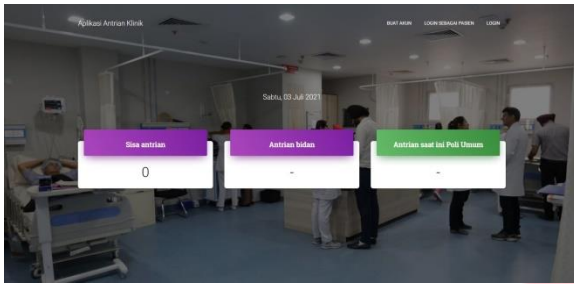 Aplikasi Antrian Klinik
BUAT AKUN LOGIN SEBAGAI PASIEN LOGIN
Sabtu, 03 Juli 2021
Sisa antrian
0
Antrian bidan
-
Antrian saat ini Poli Umum
-